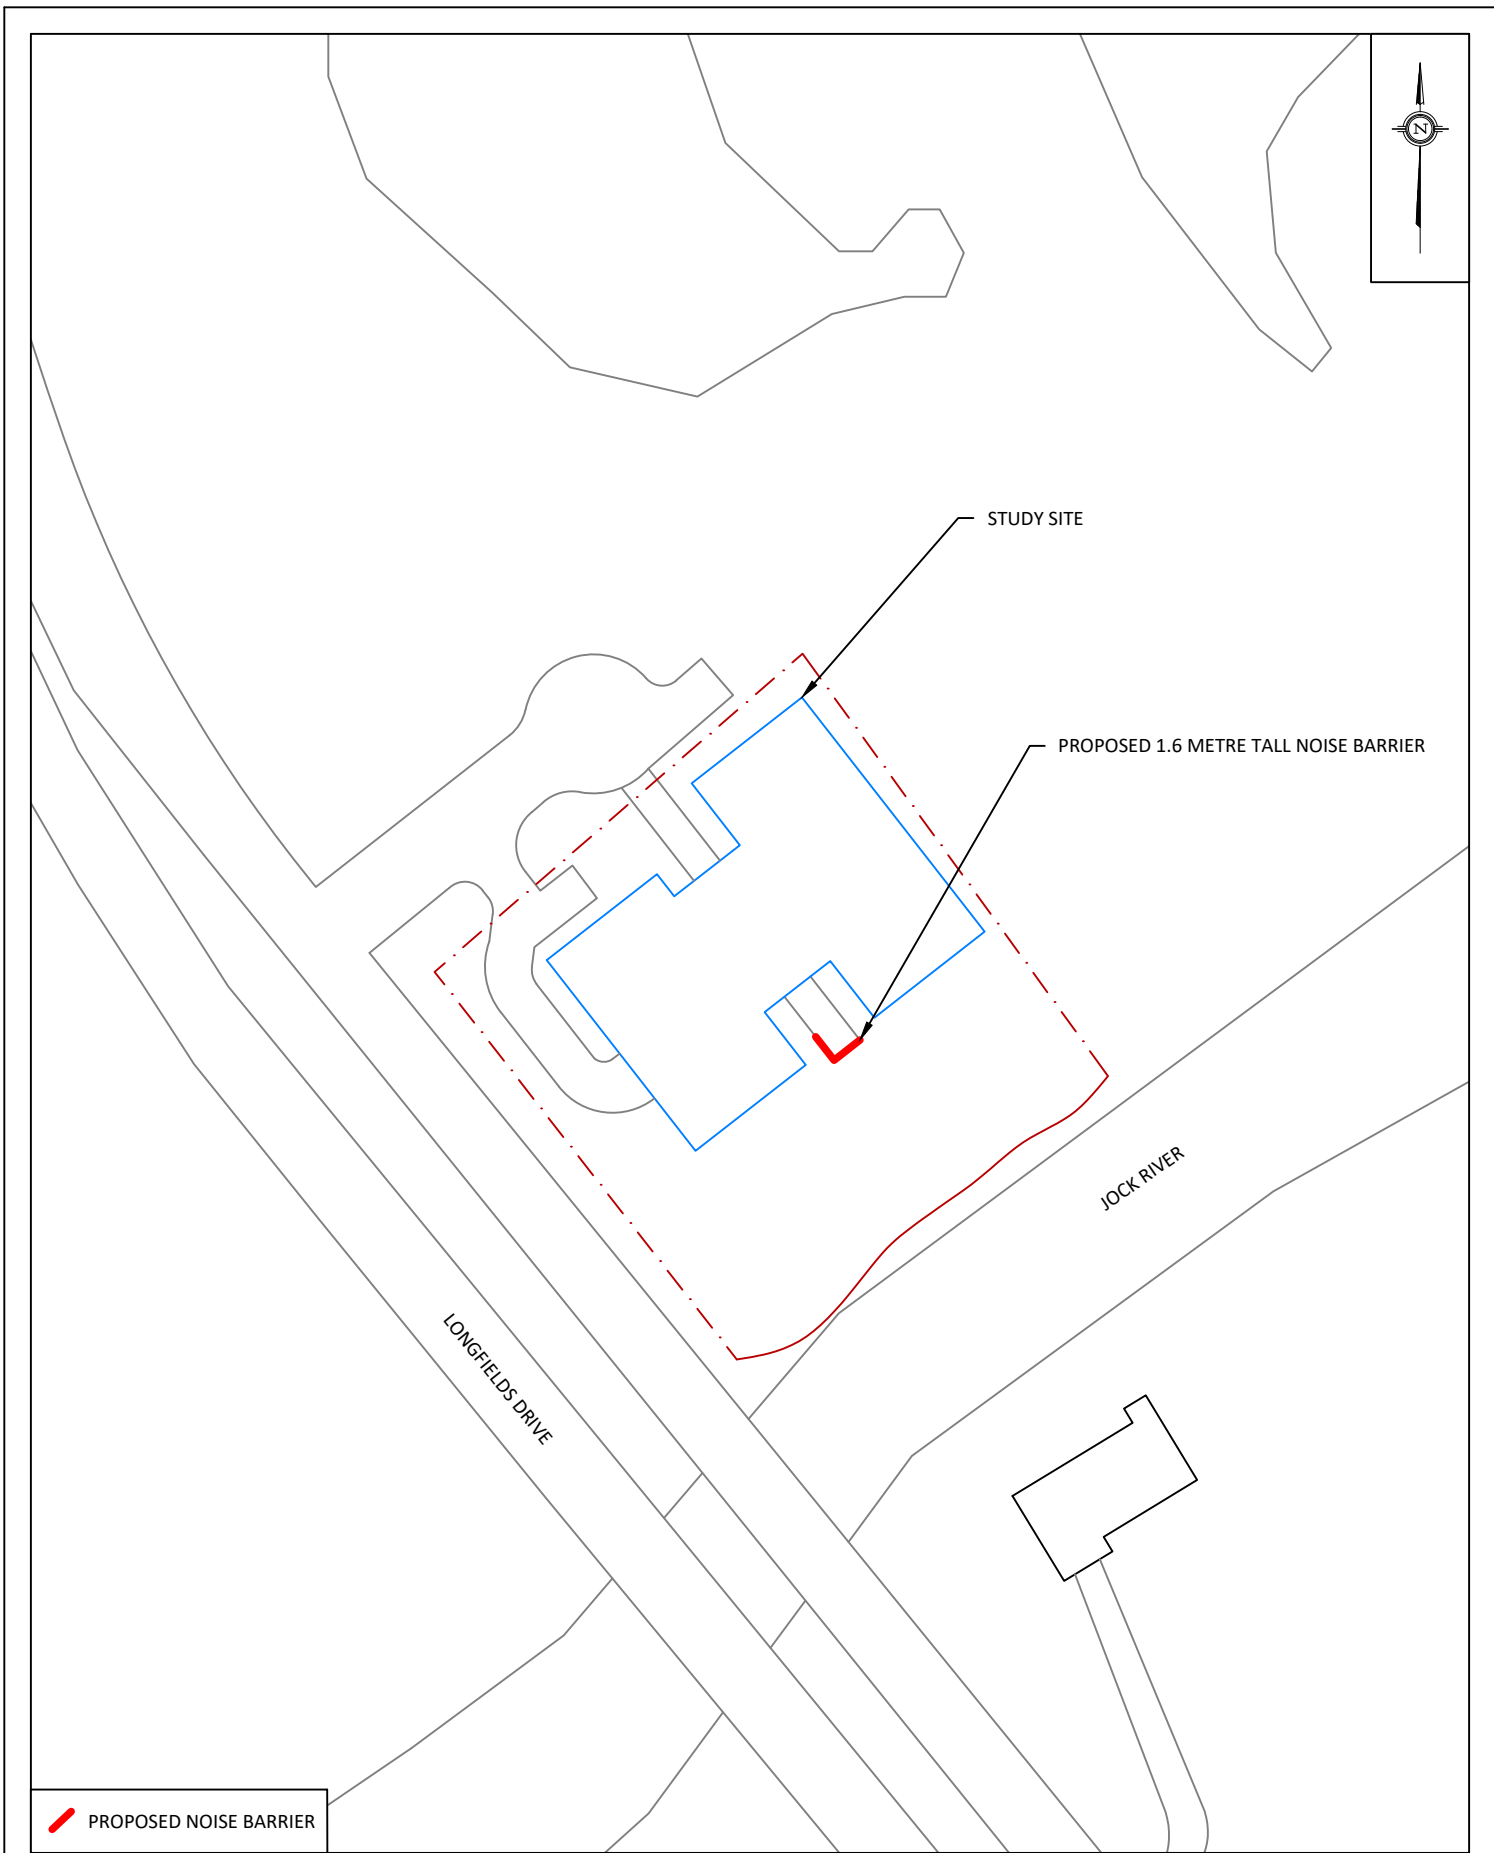 N
STUDY SITE
PROPOSED 1.6 METRE TALL NOISE BARRIER
JOCK RIVER
LONGFIELDS DRIVE
PROPOSED NOISE BARRIER